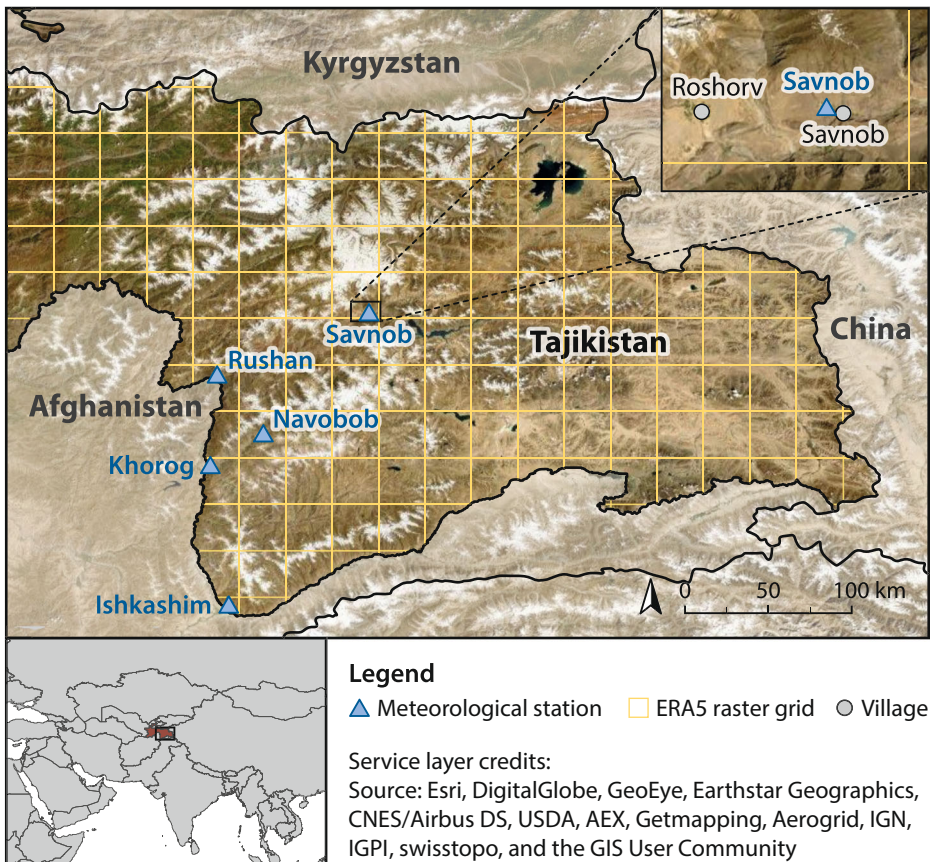 Kyrgyzstan
Roshorv
Savnob
Savnob
Savnob
Tajikistan
China
Rushan
Afghanistan
Navobob
Khorog
Ishkashim
0 50 100 km
Legend
Meteorological station ERA5 raster grid Village
Service layer credits:
Source: Esri, DigitalGlobe, GeoEye, Earthstar Geographics,
CNES/Airbus DS, USDA, AEX, Getmapping, Aerogrid, IGN,
IGPI, swisstopo, and the GIS User Community